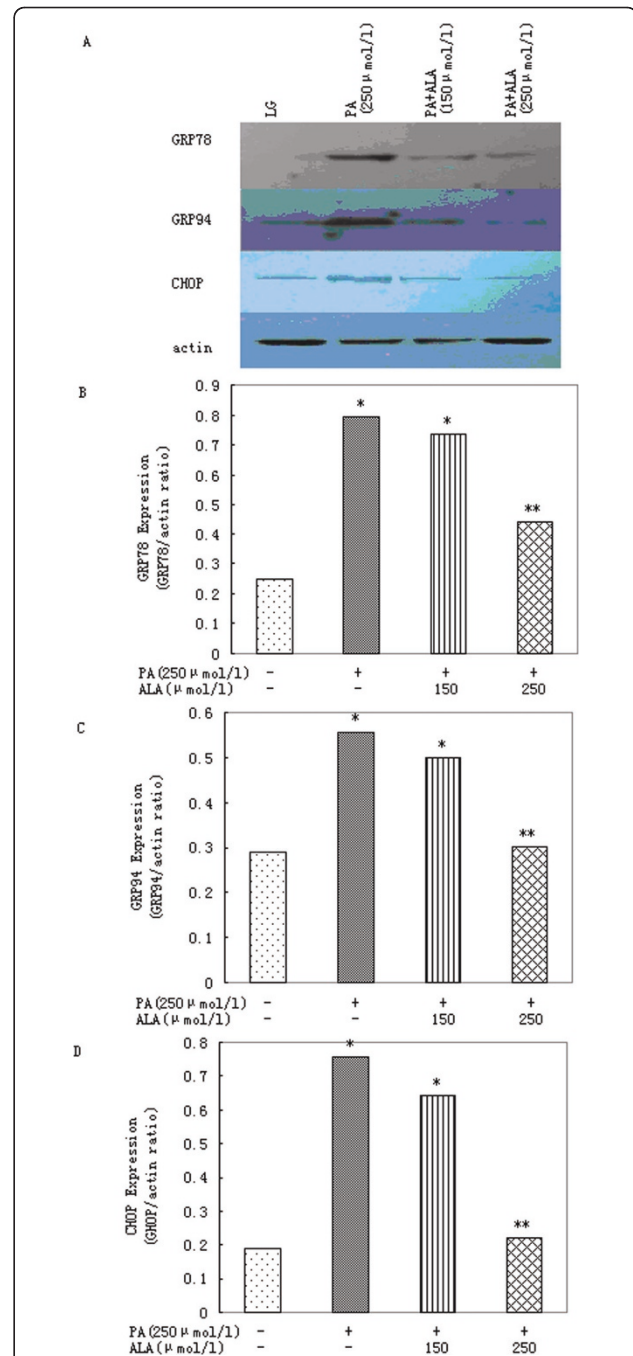 A
LG
PA
(250 μ mol/l)
PA+ALA
(150 μ mol/l)
PA+ALA
(250 μ mol/l)
GRP78
GRP94
CHOP
actin
B
GRP78 Expression
(GRP78/actin ratio)
0.9
0.8
0.7
0.6
0.5
0.4
0.3
0.2
0.1
0
* * **
PA(250 μ mol/l) - + + +
ALA(μ mol/l) - - 150 250
C
GRP94 Expression
(GRP94/actin ratio)
0.6
0.5
0.4
0.3
0.2
0.1
0
* * **
PA(250 μ mol/l) - + + +
ALA(μ mol/l) - - 150 250
D
CHOP Expression
(GHOP/actin ratio)
0.8
0.7
0.6
0.5
0.4
0.3
0.2
0.1
0
* * **
PA(250 μ mol/l) - + + +
ALA(μ mol/l) - - 150 250